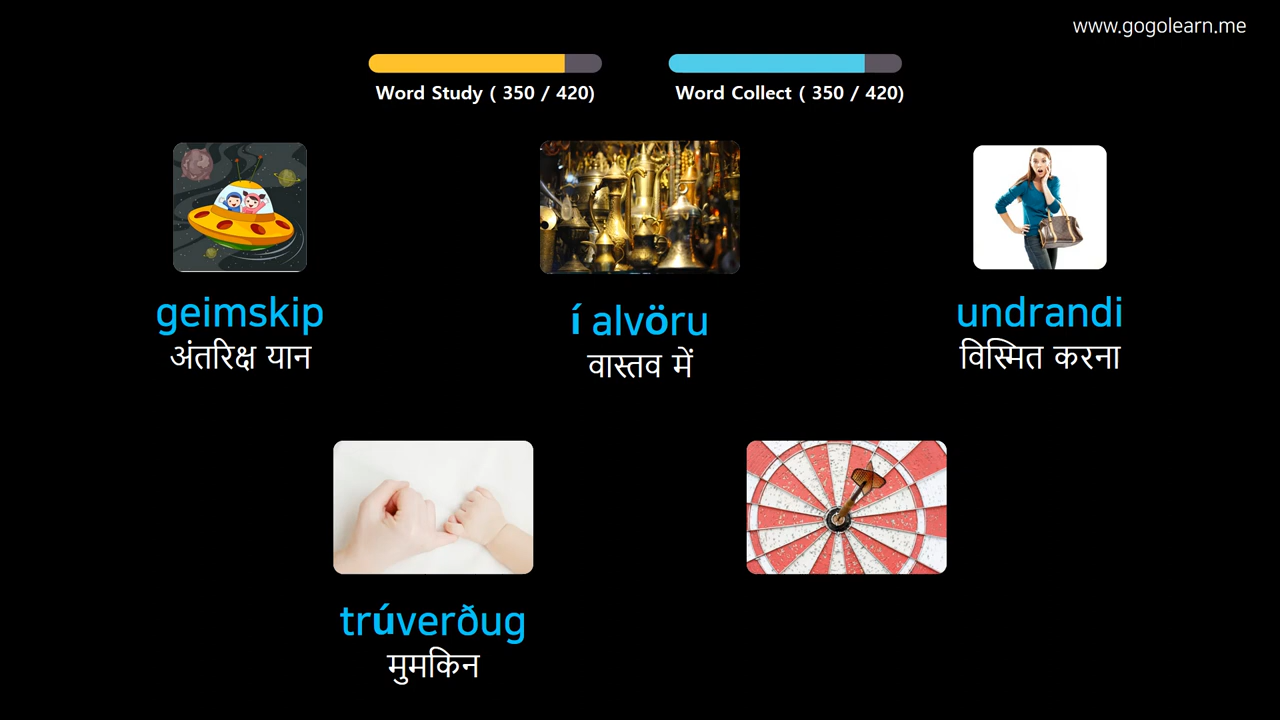 www.gogolearn.me
Word Study ( 350 / 420)
Word Collect ( 350 / 420)
geimskip
अंतरिक्ष यान
í alvöru
वास्तव में
undrandi
विस्मित करना
trúverðug
मुमकिन